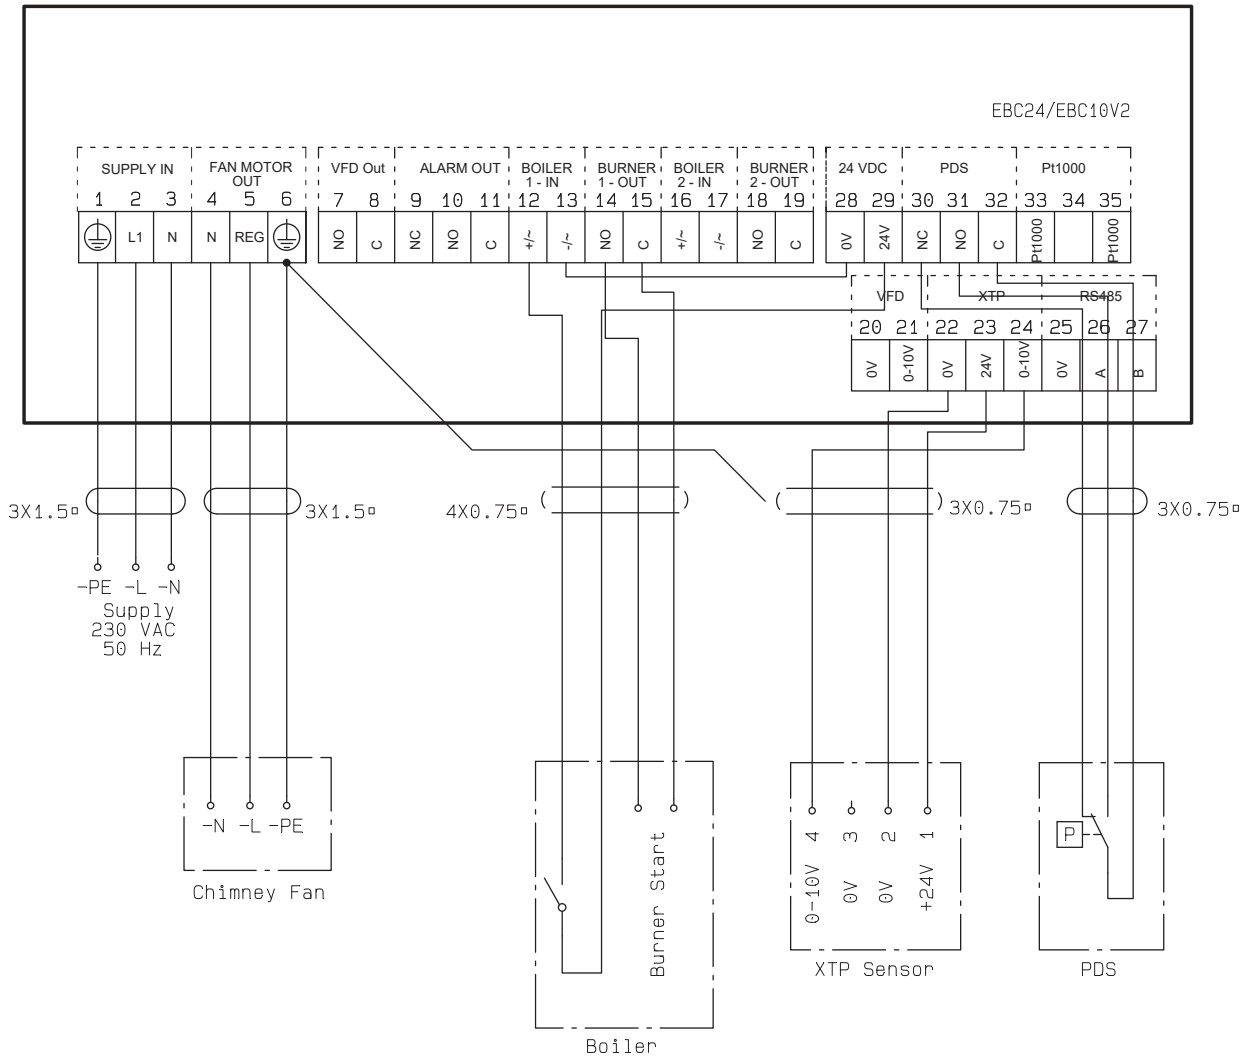 EBC24/EBC10V2
SUPPLY IN
FAN MOTOR
OUT
VFD Out
ALARM OUT
BOILER
1 - IN
BURNER
1 - OUT
BOILER
2 - IN
BURNER
2 - OUT
24 VDC
PDS
Pt1000
1 2 3 4 5 6 7 8 9 10 11 12 13 14 15 16 17 18 19 28 29 30 31 32 33 34 35
L1 N N REG NO C NC NO C +/~ -/~ NO C +/~ -/~ NO C 0V 24V NC NO C Pt1000 Pt1000
VFD XTP RS485
20 21 22 23 24 25 26 27
0V 0-10V 0V 24V 0-10V 0V A B
3X1.5▫ 3X1.5▫ 4X0.75▫ 3X0.75▫ 3X0.75▫
-PE -L -N
Supply
230 VAC
50 Hz
-N -L -PE
Chimney Fan
Burner Start
Boiler
4 3 2 1
0-10V 0V 0V +24V
XTP Sensor
P
PDS